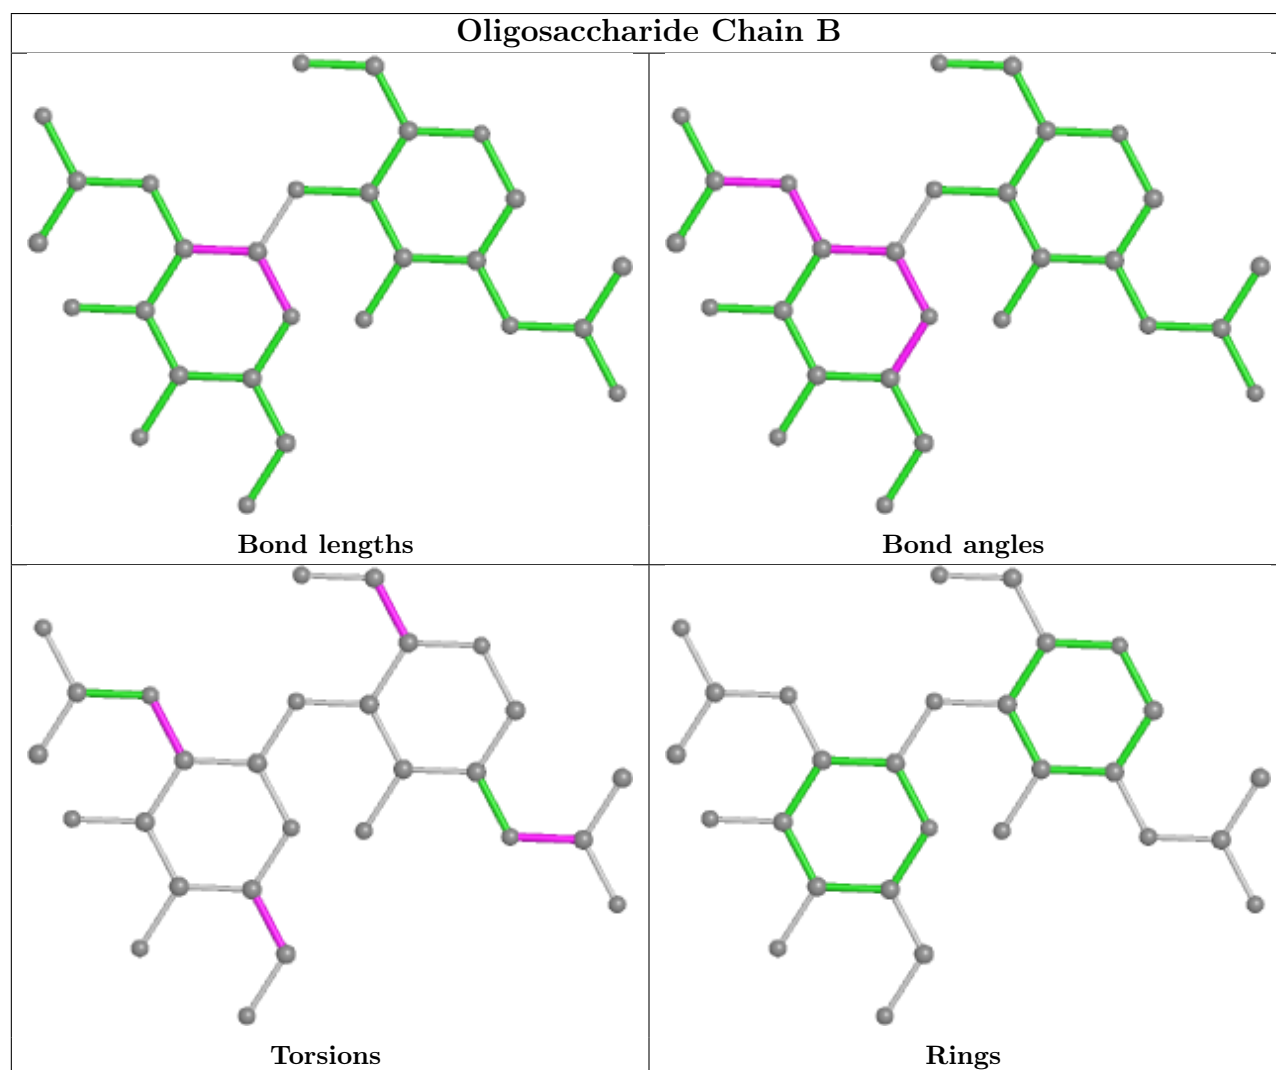 Oligosaccharide Chain B
Bond lengths
Bond angles
Torsions
Rings